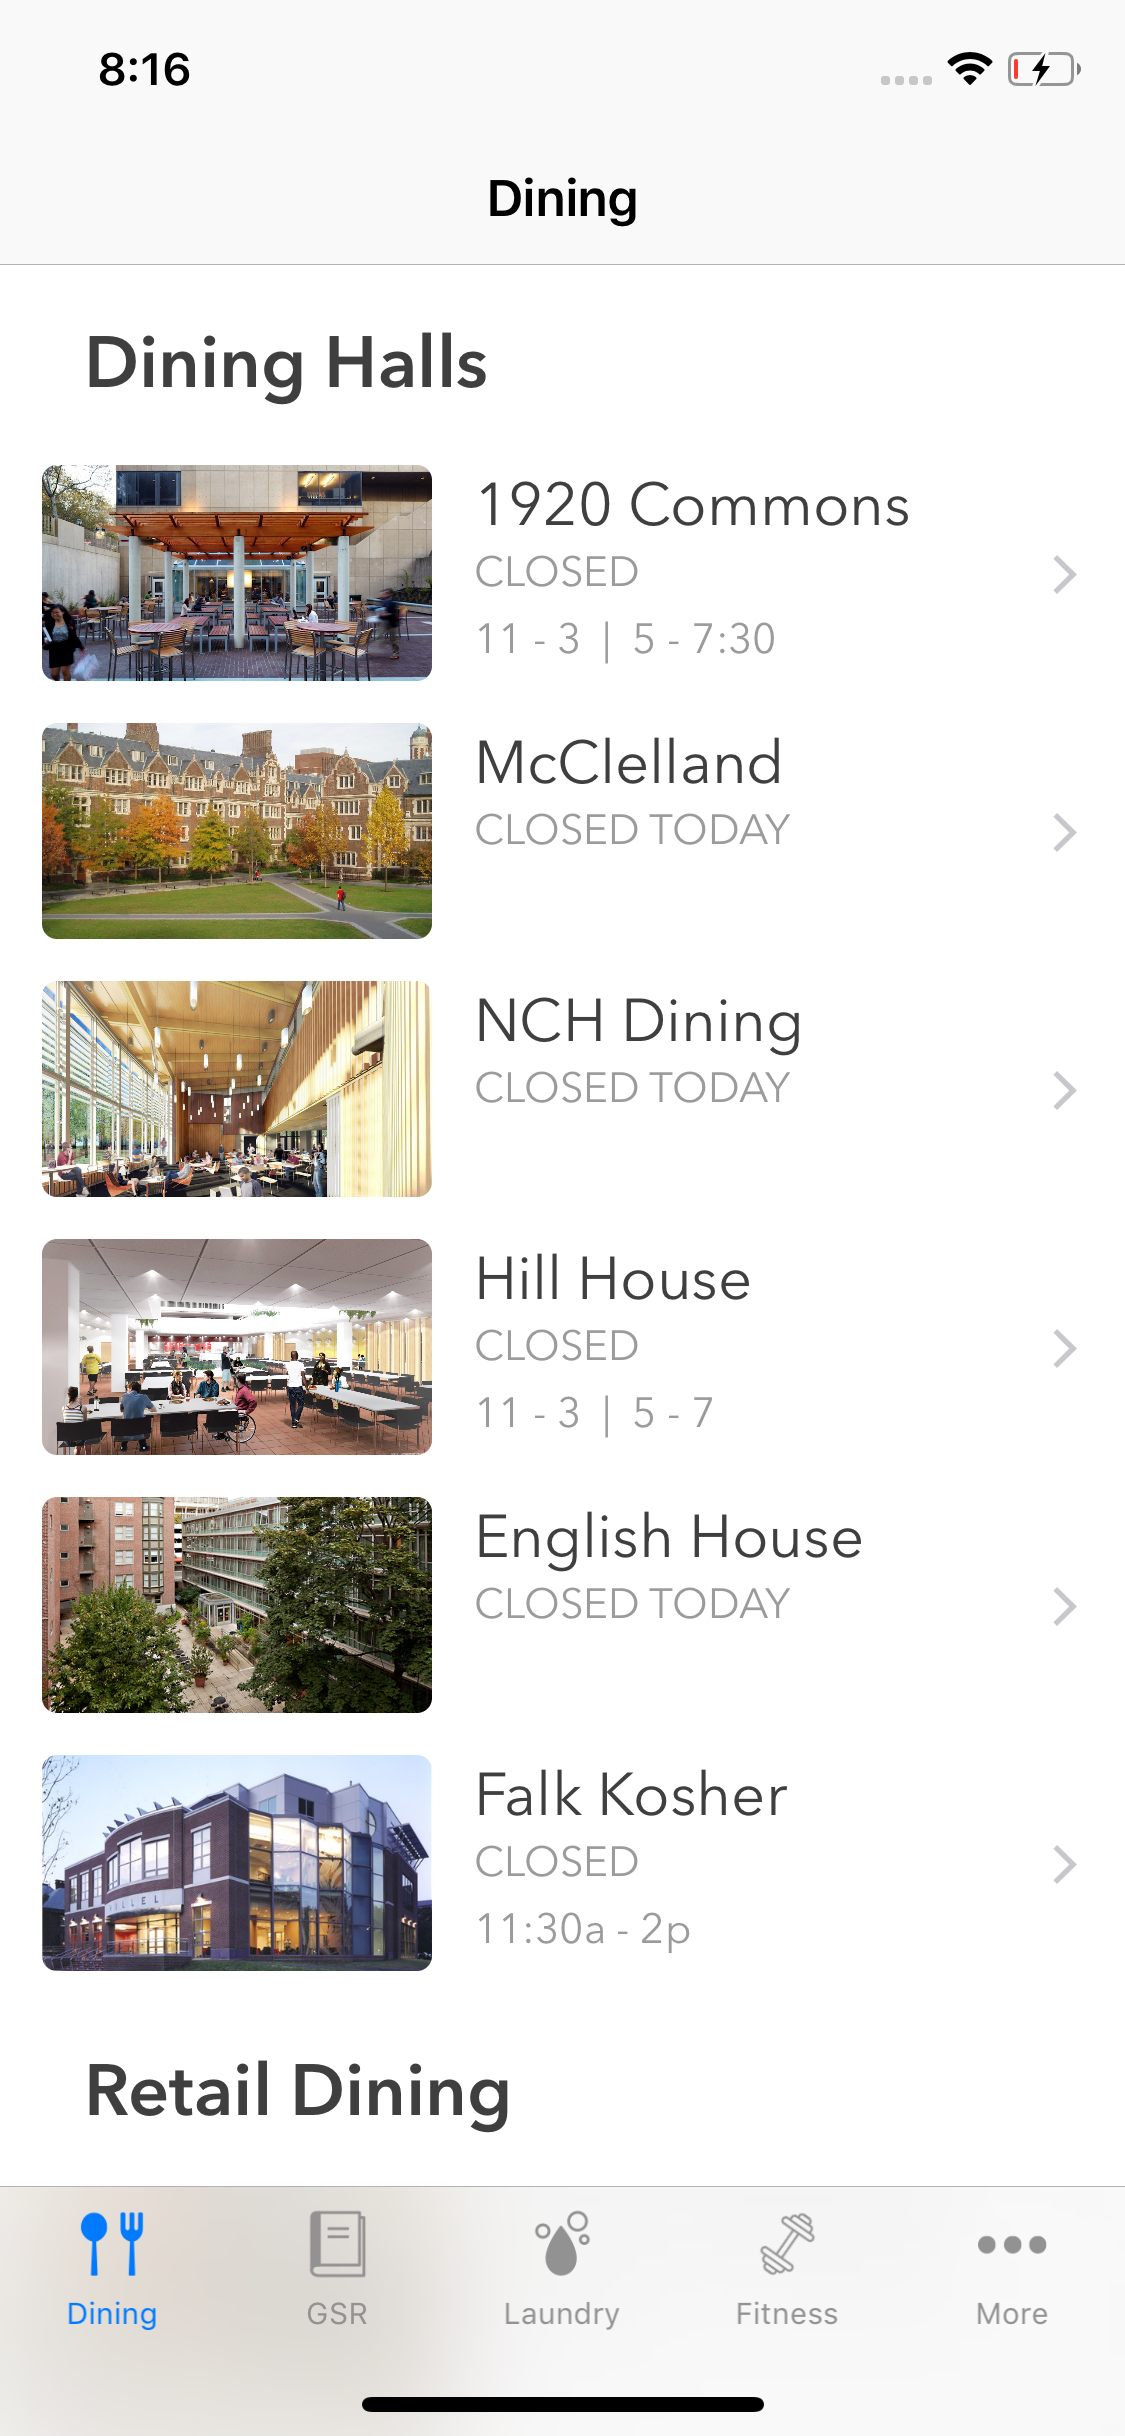 8:16
Dining
Dining Halls
1920 Commons
CLOSED
11 - 3 | 5 - 7:30
McClelland
CLOSED TODAY
NCH Dining
CLOSED TODAY
Hill House
CLOSED
11 - 3 | 5 - 7
English House
CLOSED TODAY
Falk Kosher
CLOSED
11:30a - 2p
Retail Dining
Dining
GSR
Laundry
Fitness
More